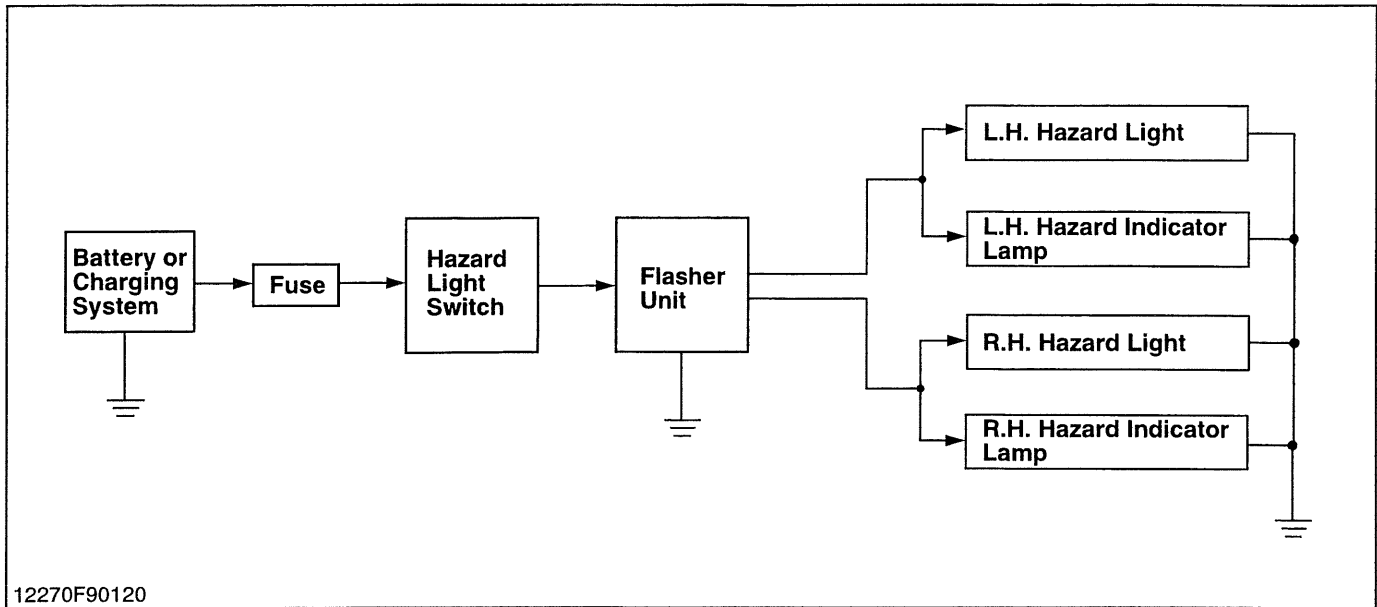 Battery or
Charging
System
Fuse
Hazard
Light
Switch
Flasher
Unit
L.H. Hazard Light
L.H. Hazard Indicator
Lamp
R.H. Hazard Light
R.H. Hazard Indicator
Lamp
12270F90120